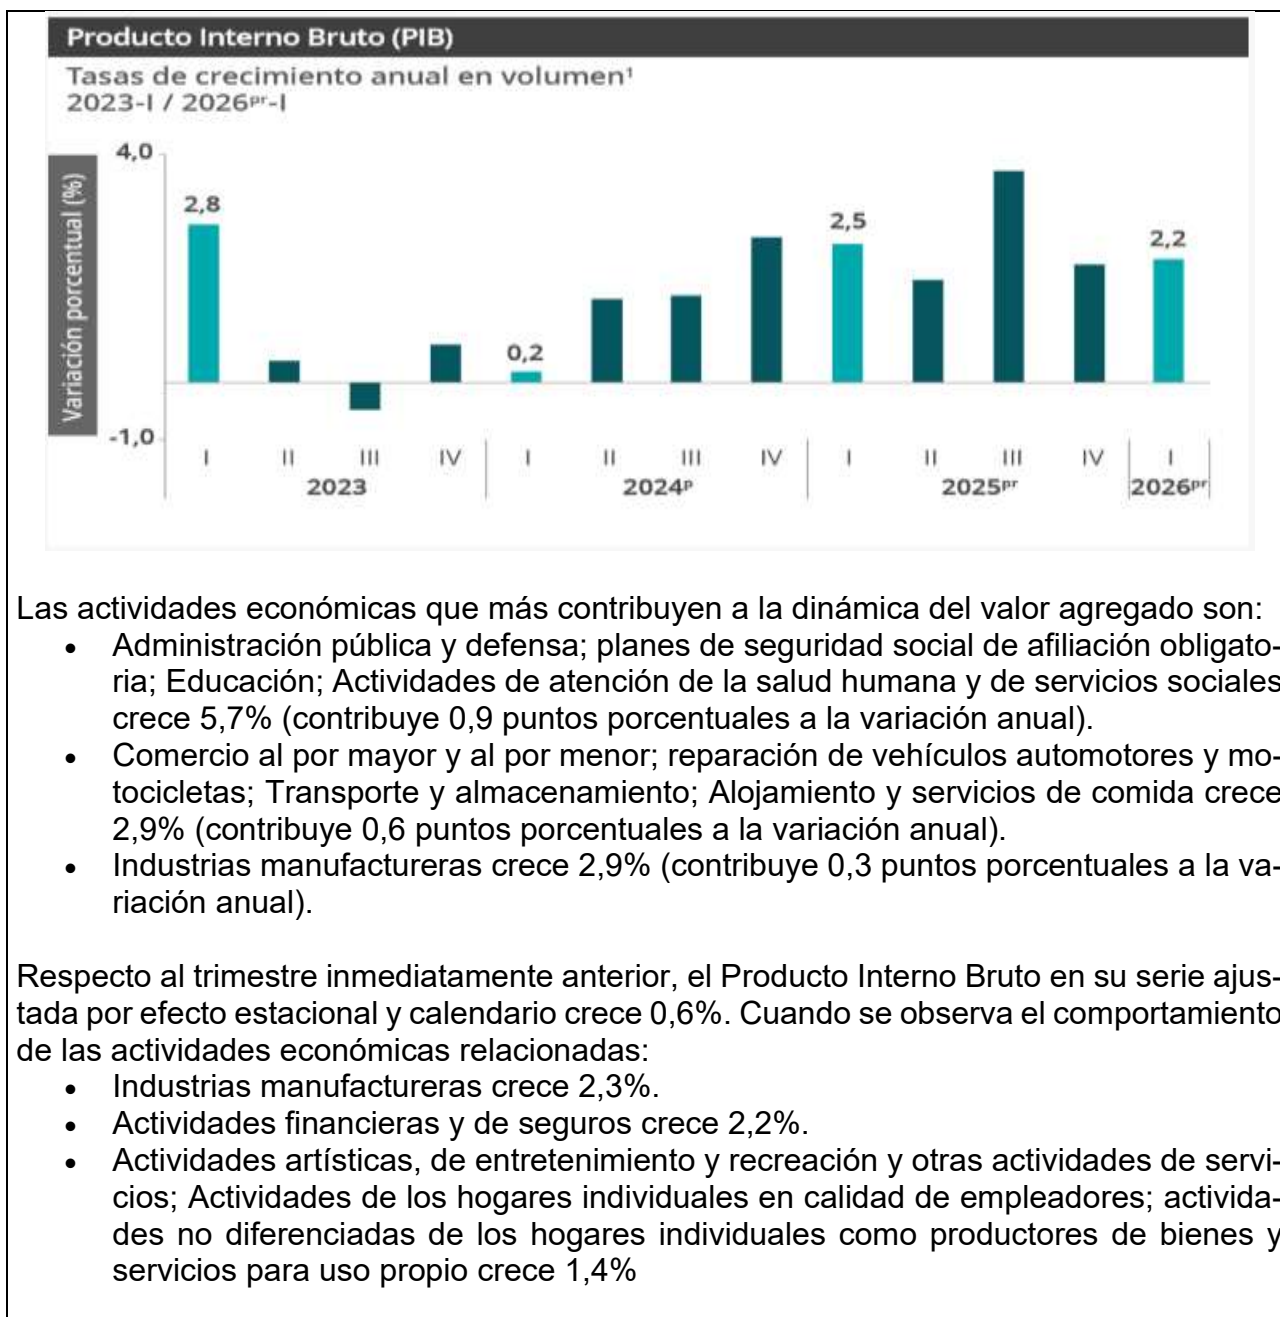 Producto Interno Bruto (PIB)
Tasas de crecimiento anual en volumen¹
2023-I / 2026ᵖʳ-I
Variación porcentual (%)
4,0
-1,0
2,8
0,2
2,5
2,2
I II III IV I II III IV I II III IV I
2023 2024ᵖ 2025ᵖʳ 2026ᵖʳ
Las actividades económicas que más contribuyen a la dinámica del valor agregado son:
• Administración pública y defensa; planes de seguridad social de afiliación obligato-
ria; Educación; Actividades de atención de la salud humana y de servicios sociales
crece 5,7% (contribuye 0,9 puntos porcentuales a la variación anual).
• Comercio al por mayor y al por menor; reparación de vehículos automotores y mo-
tocicletas; Transporte y almacenamiento; Alojamiento y servicios de comida crece
2,9% (contribuye 0,6 puntos porcentuales a la variación anual).
• Industrias manufactureras crece 2,9% (contribuye 0,3 puntos porcentuales a la va-
riación anual).
Respecto al trimestre inmediatamente anterior, el Producto Interno Bruto en su serie ajus-
tada por efecto estacional y calendario crece 0,6%. Cuando se observa el comportamiento
de las actividades económicas relacionadas:
• Industrias manufactureras crece 2,3%.
• Actividades financieras y de seguros crece 2,2%.
• Actividades artísticas, de entretenimiento y recreación y otras actividades de servi-
cios; Actividades de los hogares individuales en calidad de empleadores; activida-
des no diferenciadas de los hogares individuales como productores de bienes y
servicios para uso propio crece 1,4%